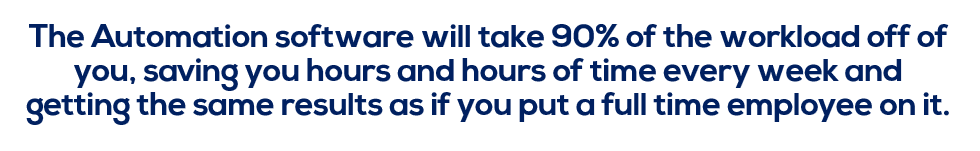 The Automation software will take 90% of the workload off of
you, saving you hours and hours of time every week and
getting the same results as if you put a full time employee on it.